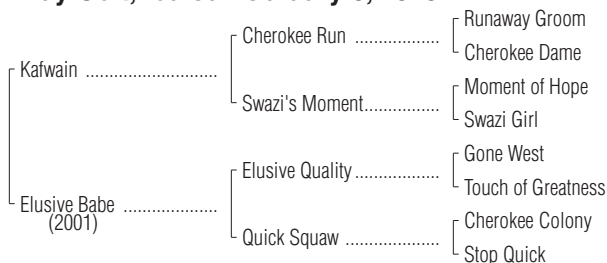 Runaway Groom
Cherokee Run ..................
Cherokee Dame
Kafwain ............................
Moment of Hope
Swazi's Moment................
Swazi Girl
Gone West
Elusive Quality..................
Touch of Greatness
Elusive Babe ....................
(2001)
Cherokee Colony
Quick Squaw ....................
Stop Quick